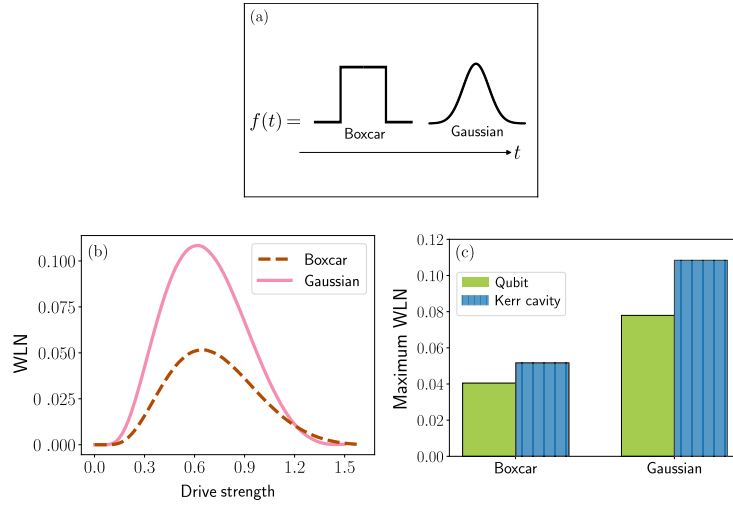 (a)
f(t) =
Boxcar
Gaussian
t
(b)
WLN
0.100
0.075
0.050
0 .025
0 .000
0.0 0.3 0.6 0.9 1.2 1.5
Drive strength
Boxcar
Gaussian
(c)
Maximum WLN
0.12
0.10
0.08
0.06
0.04
0.02
0.00
Boxcar Gaussian
Qubit
Kerr cavity